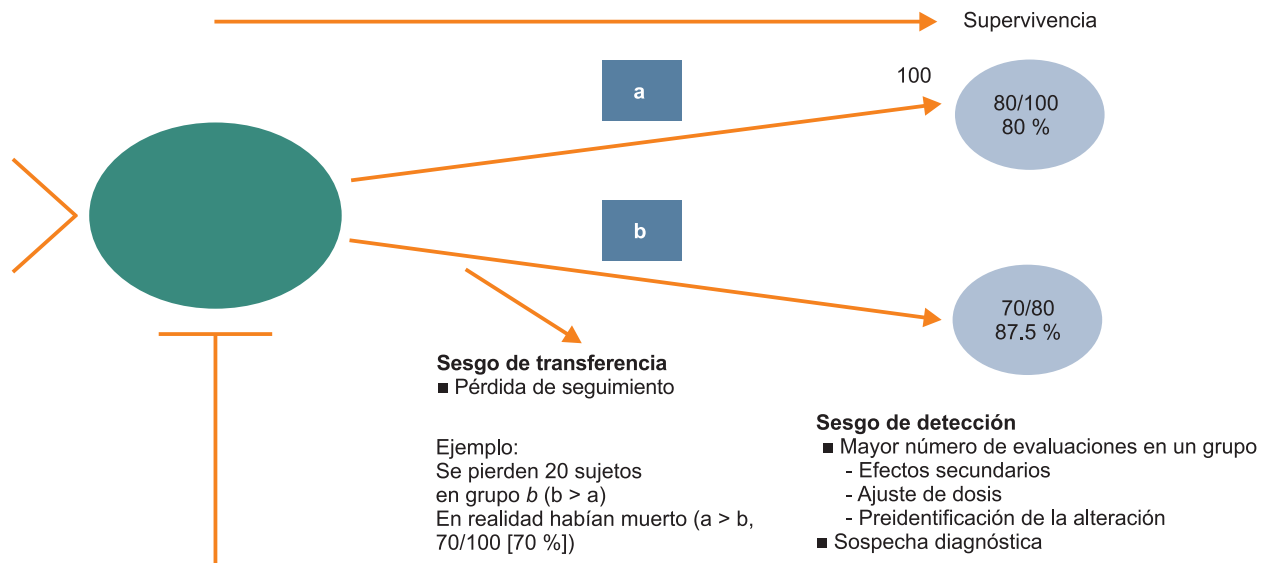 Supervivencia
a
100
80/100
80 %
b
70/80
87.5 %
Sesgo de transferencia
■ Pérdida de seguimiento
Ejemplo:
Se pierden 20 sujetos
en grupo b (b > a)
En realidad habían muerto (a > b,
70/100 [70 %])
Sesgo de detección
■ Mayor número de evaluaciones en un grupo
- Efectos secundarios
- Ajuste de dosis
- Preidentificación de la alteración
■ Sospecha diagnóstica